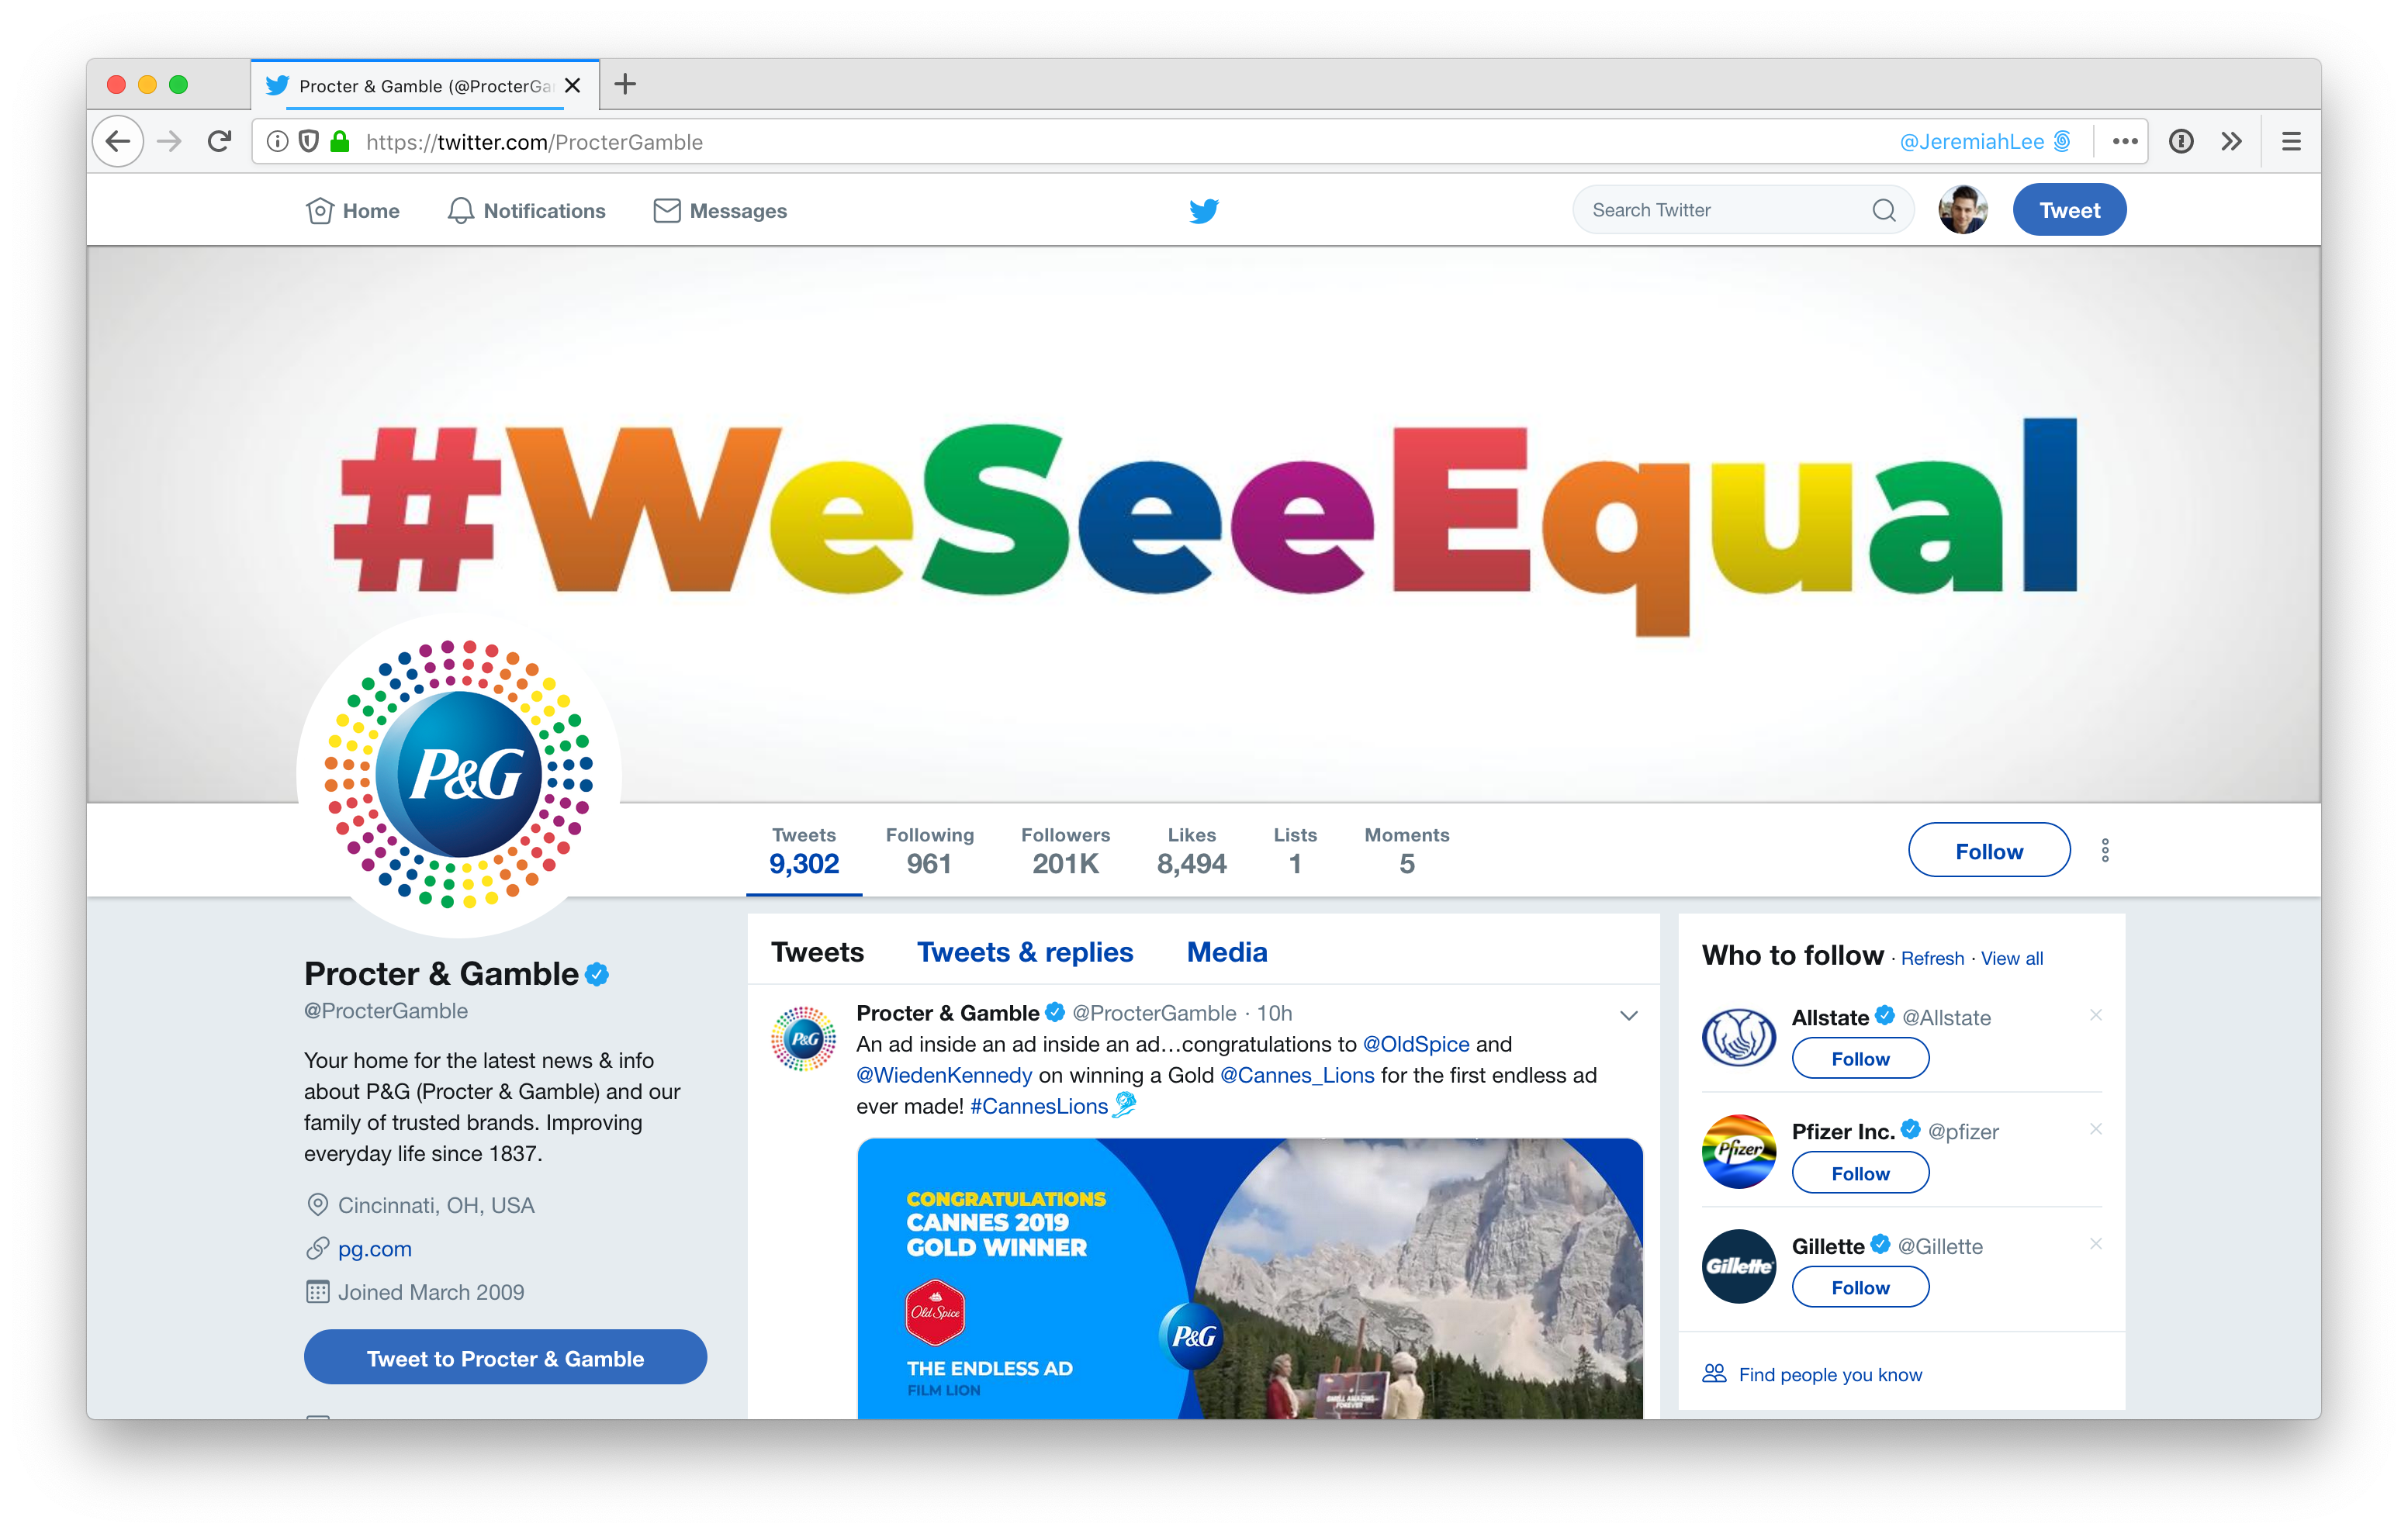 Procter & Gamble (@ProcterGa
https://twitter.com/ProcterGamble
@JeremiahLee
Home
Notifications
Messages
Search Twitter
Tweet
#WeSeeEqual
P&G
Tweets
9,302
Following
961
Followers
201K
Likes
8,494
Lists
1
Moments
5
Follow
Procter & Gamble
@ProcterGamble
Your home for the latest news & info
about P&G (Procter & Gamble) and our
family of trusted brands. Improving
everyday life since 1837.
Cincinnati, OH, USA
pg.com
Joined March 2009
Tweet to Procter & Gamble
Tweets
Tweets & replies
Media
P&G
Procter & Gamble @ProcterGamble · 10h
An ad inside an ad inside an ad…congratulations to @OldSpice and
@WiedenKennedy on winning a Gold @Cannes_Lions for the first endless ad
ever made! #CannesLions
CONGRATULATIONS
CANNES 2019
GOLD WINNER
Old Spice
THE ENDLESS AD
FILM LION
P&G
Who to follow · Refresh · View all
Allstate @Allstate
Follow
Pfizer
Pfizer Inc. @pfizer
Follow
Gillette
Gillette @Gillette
Follow
Find people you know